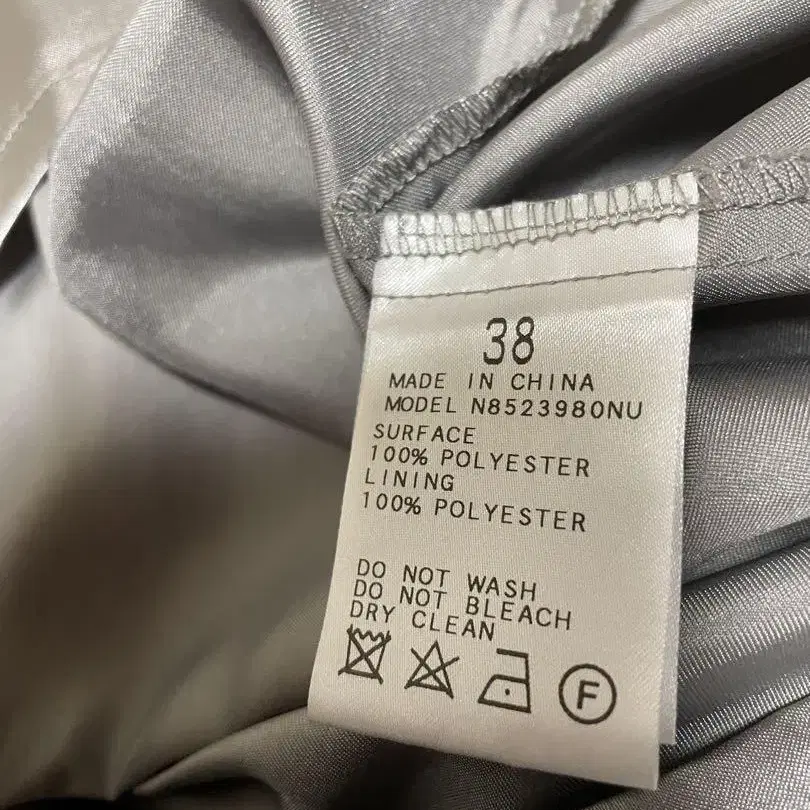 38
MADE IN CHINA
MODEL N8523980NU
SURFACE
100% POLYESTER
LINING
100% POLYESTER
DO NOT WASH
DO NOT BLEACH
DRY CLEAN
F